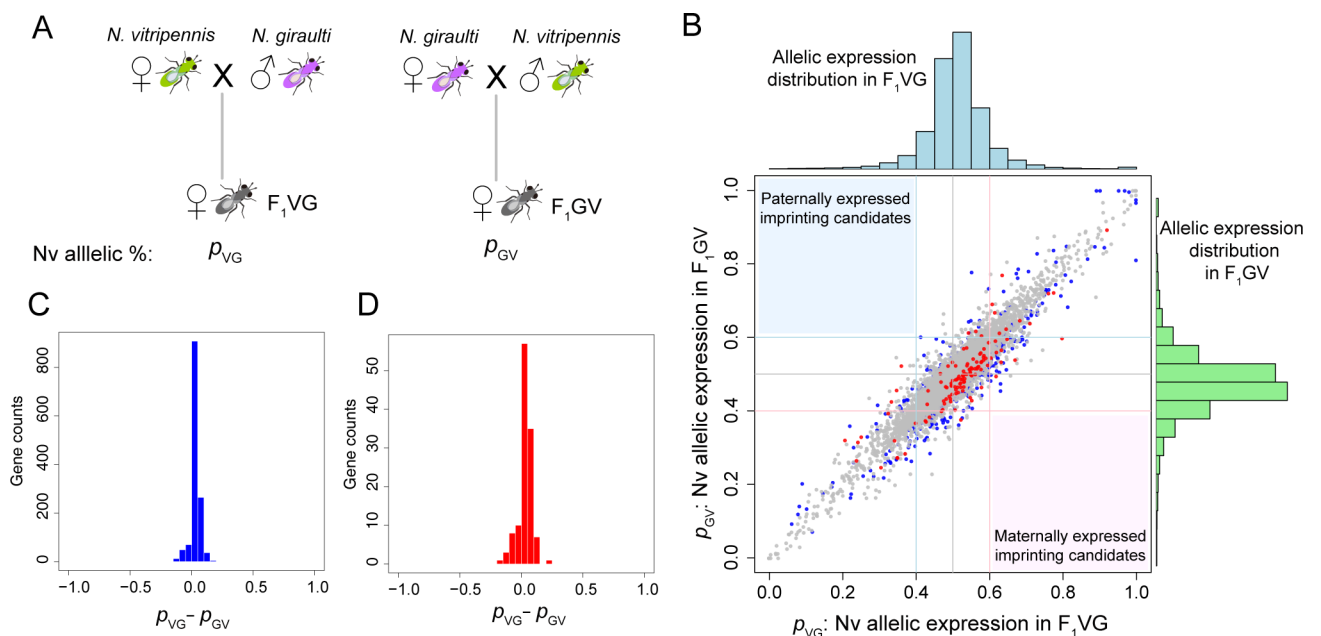 A
N. vitripennis
N. giraulti
♀ X ♂
♀ F₁VG
N. giraulti
N. vitripennis
♀ X ♂
♀ F₁GV
Nv alllelic %:
pVG
pGV
B
Allelic expression
distribution in F₁VG
Paternally expressed
imprinting candidates
Maternally expressed
imprinting candidates
Allelic expression
distribution
in F₁GV
pGV: Nv allelic expression in F₁GV
1.0
0.8
0.6
0.4
0.2
0.0
0.0 0.2 0.4 0.6 0.8 1.0
pVG: Nv allelic expression in F₁VG
C
Gene counts
800
600
400
200
0
−1.0 −0.5 0.0 0.5 1.0
pVG− pGV
D
Gene counts
50
40
30
20
10
0
−1.0 −0.5 0.0 0.5 1.0
pVG− pGV